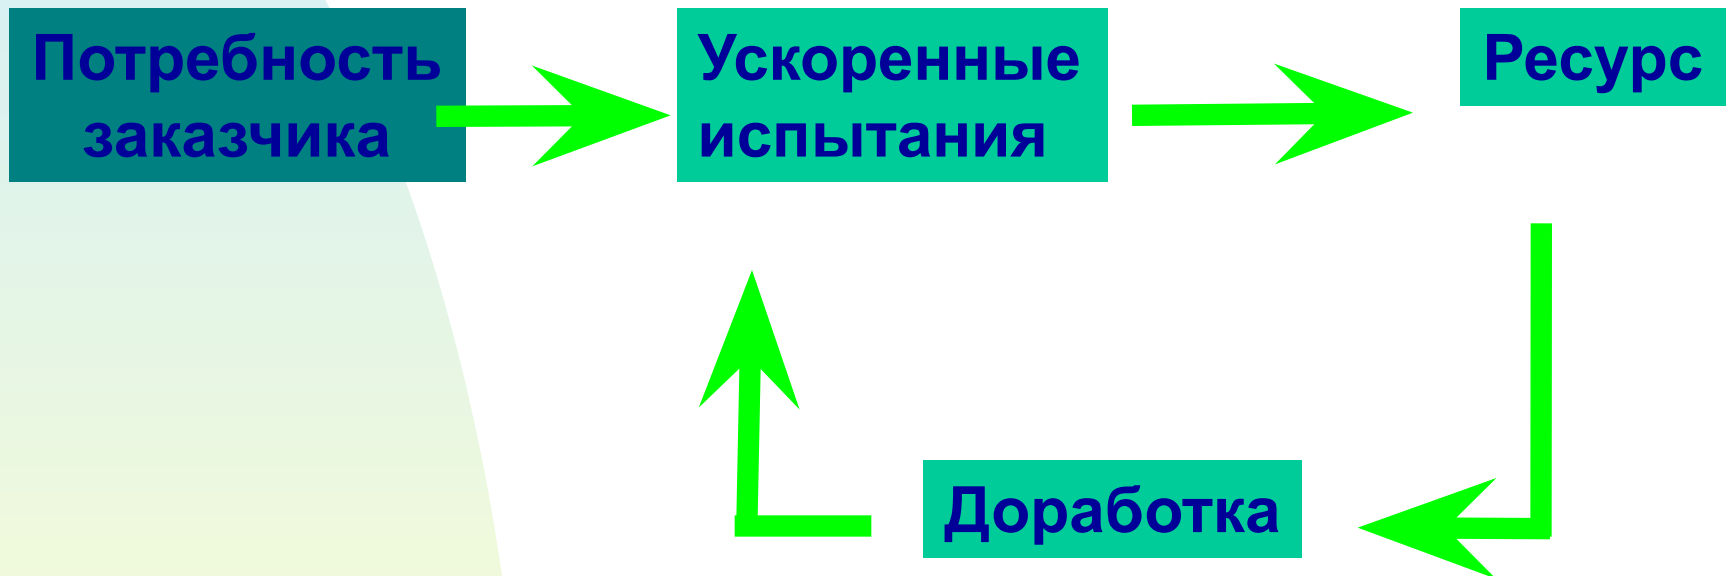 Потребность
заказчика
Ускоренные
испытания
Ресурс
Доработка